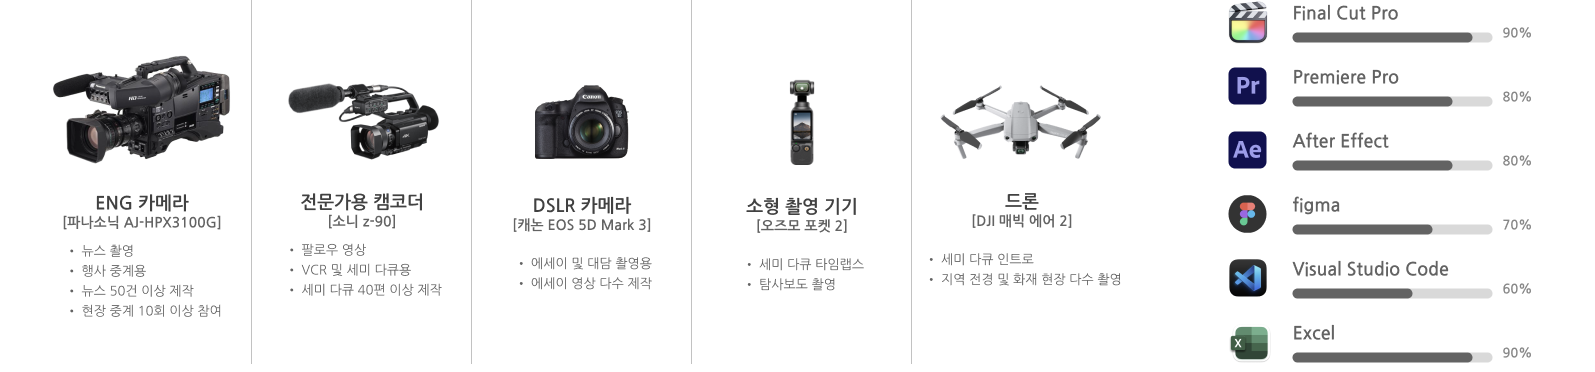 ENG 카메라
[파나소닉 AJ-HPX3100G]
• 뉴스 촬영
• 행사 중계용
• 뉴스 50건 이상 제작
• 현장 중계 10회 이상 참여
전문가용 캠코더
[소니 z-90]
• 팔로우 영상
• VCR 및 세미 다큐용
• 세미 다큐 40편 이상 제작
Canon
DSLR 카메라
[캐논 EOS 5D Mark 3]
• 에세이 및 대담 촬영용
• 에세이 영상 다수 제작
소형 촬영 기기
[오즈모 포켓 2]
• 세미 다큐 타임랩스
• 탐사보도 촬영
드론
[DJI 매빅 에어 2]
• 세미 다큐 인트로
• 지역 전경 및 화재 현장 다수 촬영
Final Cut Pro
90%
Pr
Premiere Pro
80%
Ae
After Effect
80%
figma
70%
Visual Studio Code
60%
X
Excel
90%